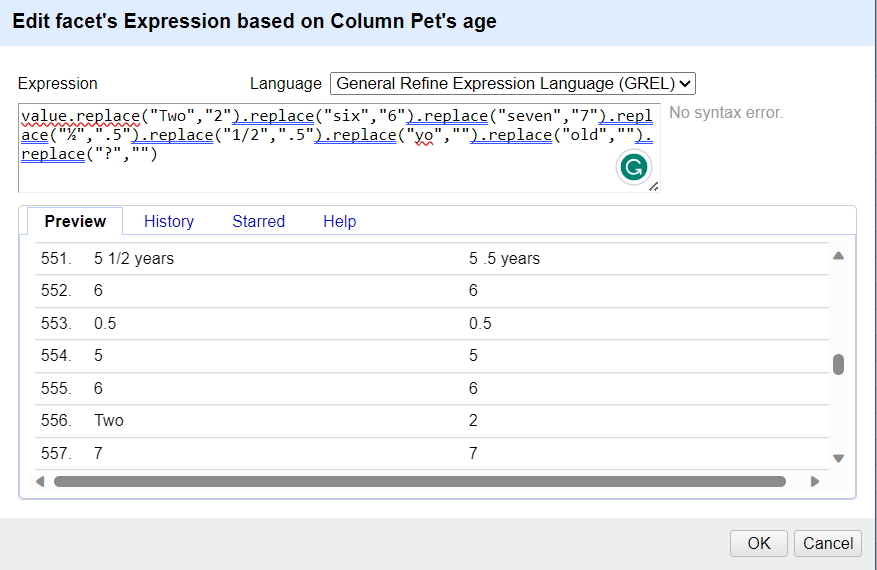 Edit facet's Expression based on Column Pet's age
Expression
Language General Refine Expression Language (GREL)
value.replace("Two","2").replace("six","6").replace("seven","7").repl
ace("½",".5").replace("1/2",".5").replace("yo","").replace("old","").
replace("?","")
No syntax error.
Preview History Starred Help
551. 5 1/2 years 5 .5 years
552. 6 6
553. 0.5 0.5
554. 5 5
555. 6 6
556. Two 2
557. 7 7
OK Cancel